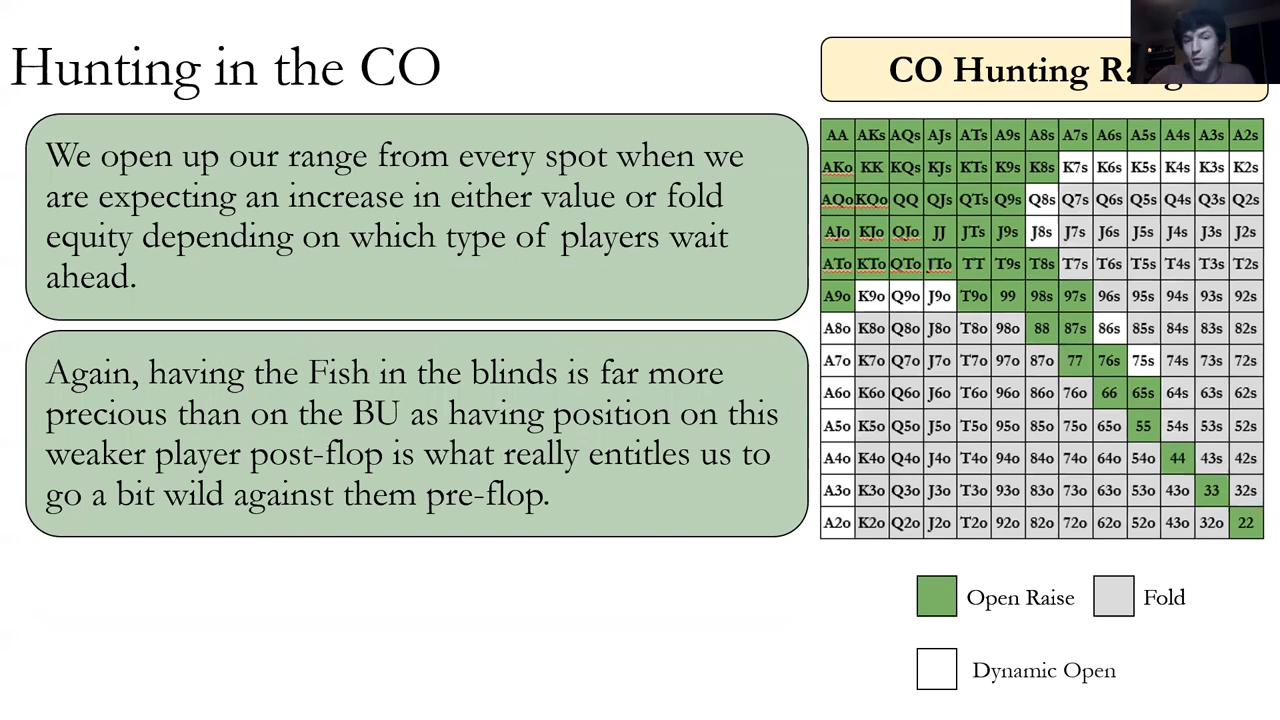 Hunting in the CO
We open up our range from every spot when we
are expecting an increase in either value or fold
equity depending on which type of players wait
ahead.
Again, having the Fish in the blinds is far more
precious than on the BU as having position on this
weaker player post-flop is what really entitles us to
go a bit wild against them pre-flop.
CO Hunting
AA AKs AQs AJs ATs A9s A8s A7s A6s A5s A4s A3s A2s
AKo KK KQs KJs KTs K9s K8s K7s K6s K5s K4s K3s K2s
AQo KQo QQ QJs QTs Q9s Q8s Q7s Q6s Q5s Q4s Q3s Q2s
AJo KJo QJo JJ JTs J9s J8s J7s J6s J5s J4s J3s J2s
ATo KTo QTo JTo TT T9s T8s T7s T6s T5s T4s T3s T2s
A9o K9o Q9o J9o T9o 99 98s 97s 96s 95s 94s 93s 92s
A8o K8o Q8o J8o T8o 98o 88 87s 86s 85s 84s 83s 82s
A7o K7o Q7o J7o T7o 97o 87o 77 76s 75s 74s 73s 72s
A6o K6o Q6o J6o T6o 96o 86o 76o 66 65s 64s 63s 62s
A5o K5o Q5o J5o T5o 95o 85o 75o 65o 55 54s 53s 52s
A4o K4o Q4o J4o T4o 94o 84o 74o 64o 54o 44 43s 42s
A3o K3o Q3o J3o T3o 93o 83o 73o 63o 53o 43o 33 32s
A2o K2o Q2o J2o T2o 92o 82o 72o 62o 52o 43o 32o 22
Open Raise Fold
Dynamic Open